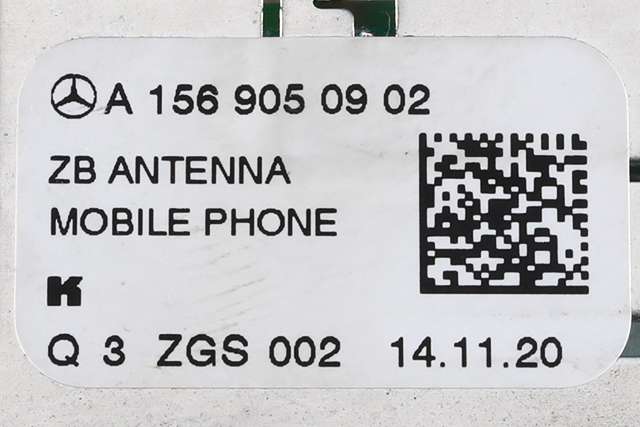 A 156 905 09 02
ZB ANTENNA
MOBILE PHONE
K
Q 3 ZGS 002 14.11.20